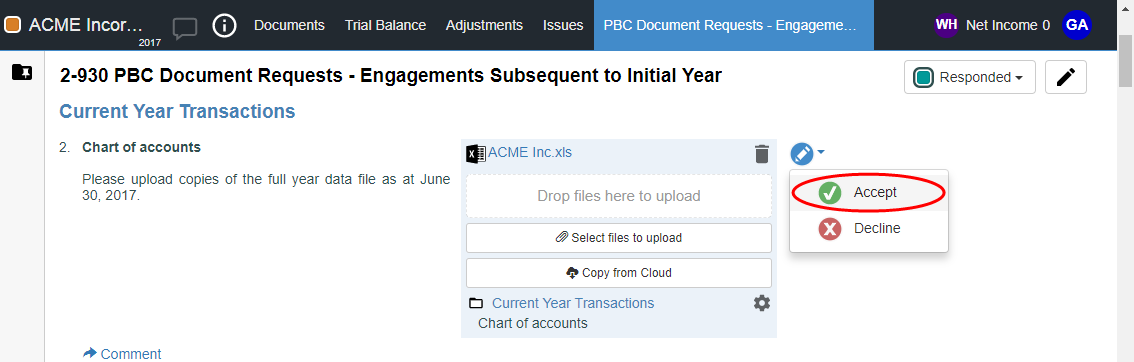 ACME Incor... 2017 Documents Trial Balance Adjustments Issues PBC Document Requests - Engageme... WH Net Income 0 GA
2-930 PBC Document Requests - Engagements Subsequent to Initial Year
Responded
Current Year Transactions
2. Chart of accounts
Please upload copies of the full year data file as at June
30, 2017.
ACME Inc.xls
Drop files here to upload
Select files to upload
Copy from Cloud
Current Year Transactions
Chart of accounts
Accept
Decline
Comment